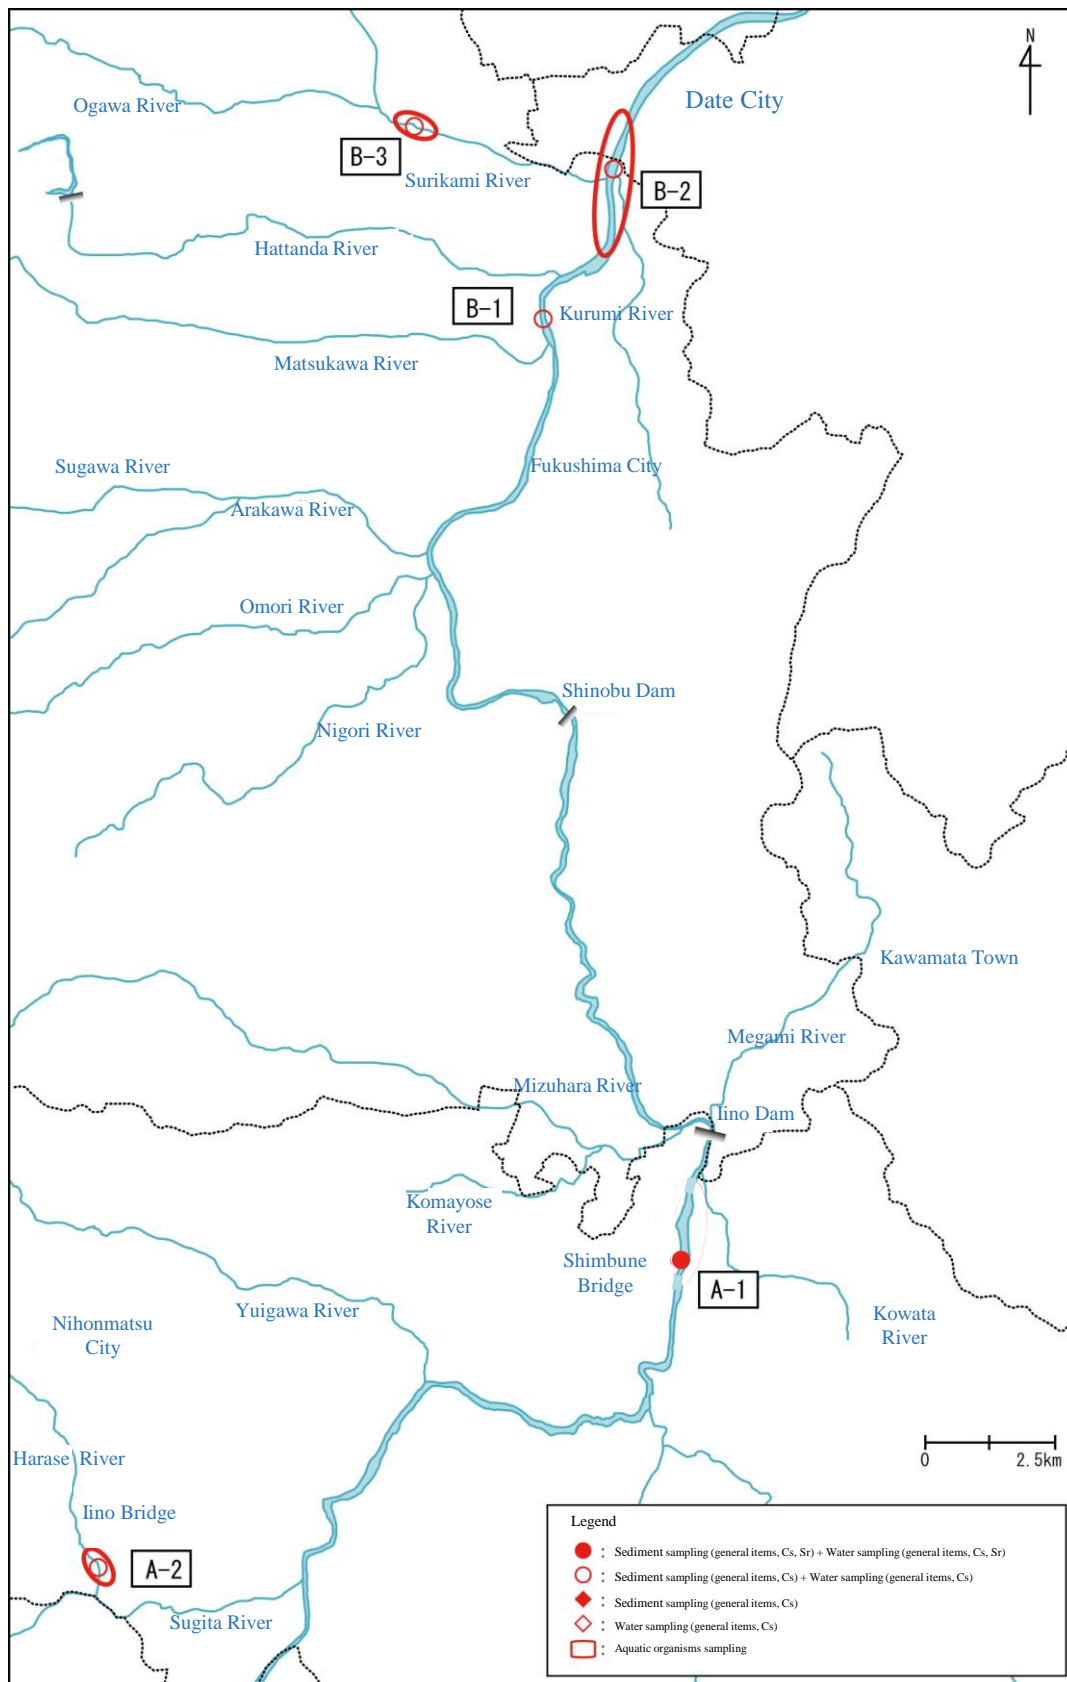 N
Date City
Ogawa River
B-3
Surikami River
B-2
Hattanda River
B-1
Kurumi River
Matsukawa River
Sugawa River
Fukushima City
Arakawa River
Omori River
Shinobu Dam
Nigori River
Kawamata Town
Megami River
Mizuhara River
Iino Dam
Komayose
River
Shimbune
Bridge
A-1
Yuigawa River
Kowata
River
Nihonmatsu
City
Harase River
0 2.5km
Iino Bridge
A-2
Sugita River
Legend
: Sediment sampling (general items, Cs, Sr) + Water sampling (general items, Cs, Sr)
: Sediment sampling (general items, Cs) + Water sampling (general items, Cs)
: Sediment sampling (general items, Cs)
: Water sampling (general items, Cs)
: Aquatic organisms sampling